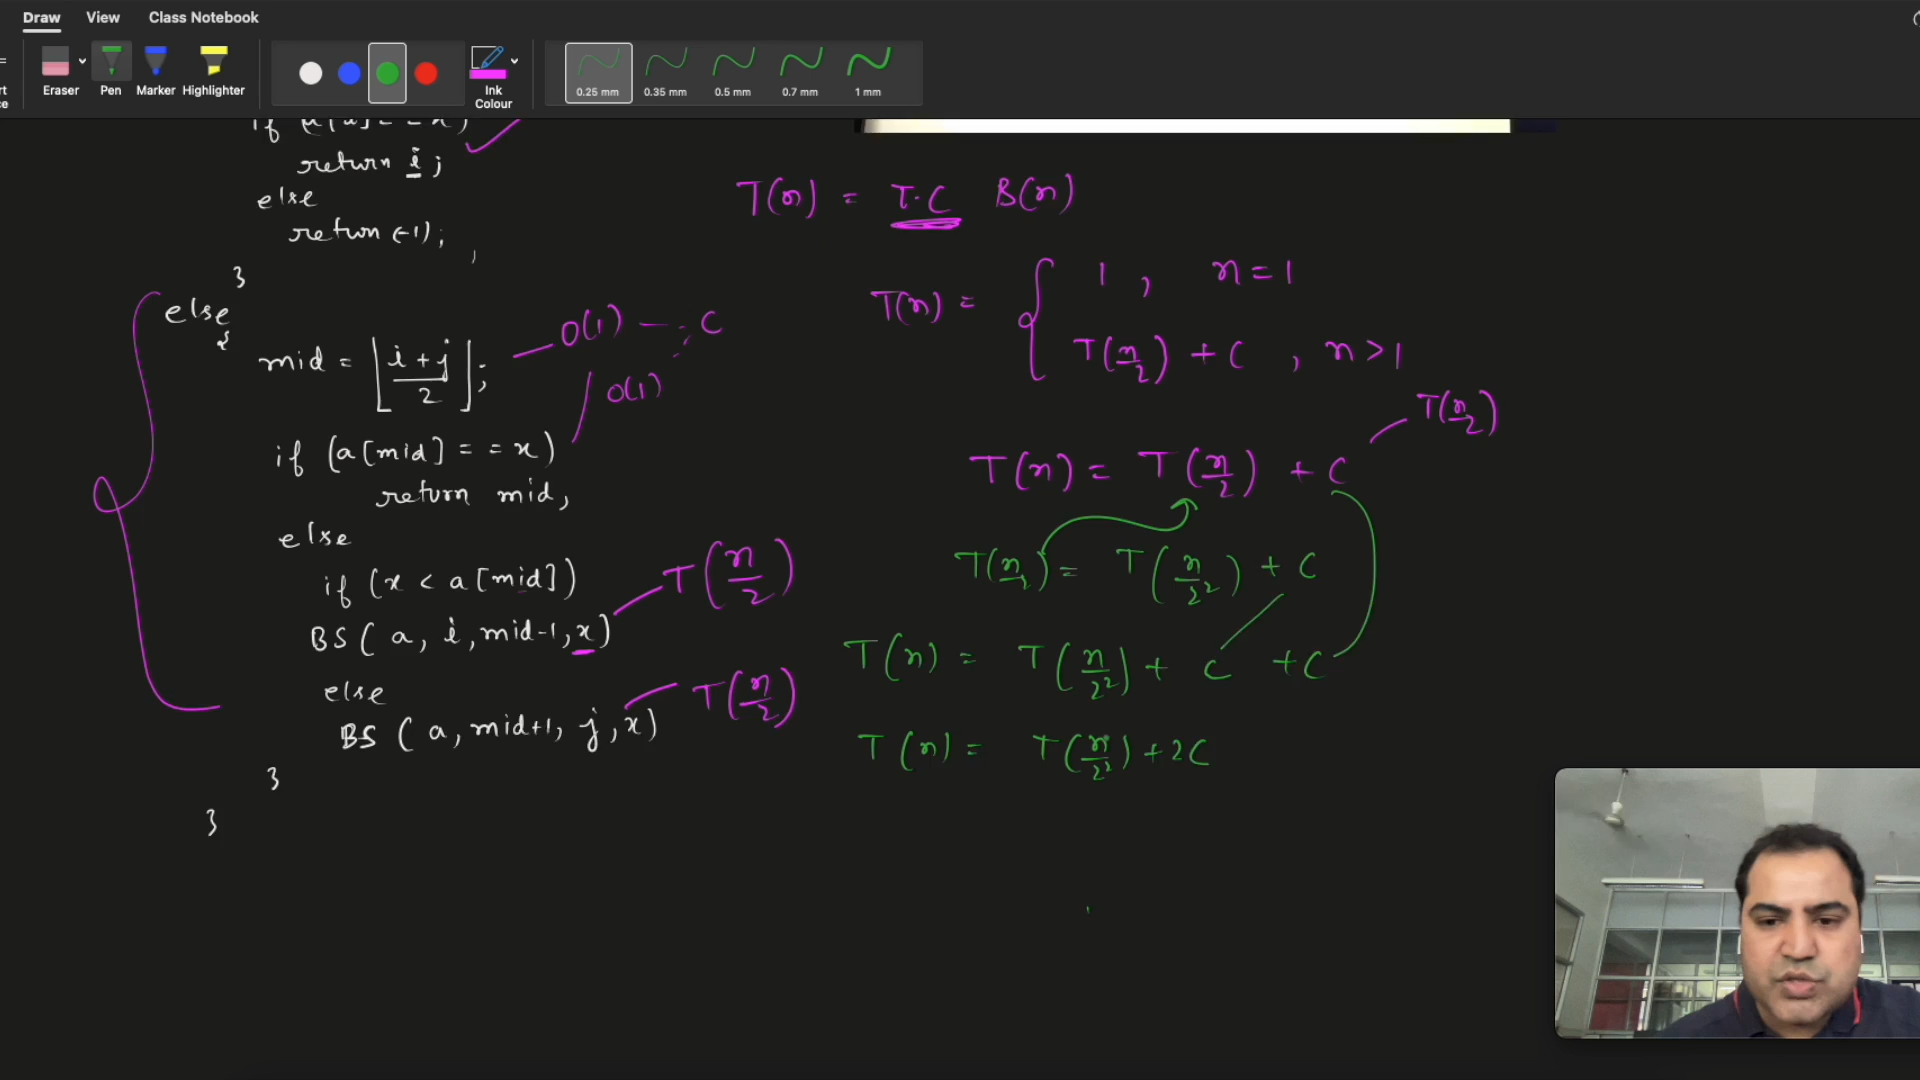 Draw View Class Notebook
Eraser Pen Marker Highlighter Ink Colour 0.25 mm 0.35 mm 0.5 mm 0.7 mm 1 mm
return i;
else
return (-1);
}
else
{
mid = ⌊(i + j)/2⌋;
if (a[mid] == x)
return mid,
else
if (x < a[mid])
BS(a, i, mid-1, x)
else
BS(a, mid+1, j, x)
}
}
O(1) — C
O(1)
T(n/2)
T(n/2)
T(n) = T.C B(n)
T(n) = {
1, n = 1
T(n/2) + C, n > 1
T(n/2)
T(n) = T(n/2) + C
T(n/2) = T(n/2²) + C
T(n) = T(n/2²) + C + C
T(n) = T(n/2²) + 2C